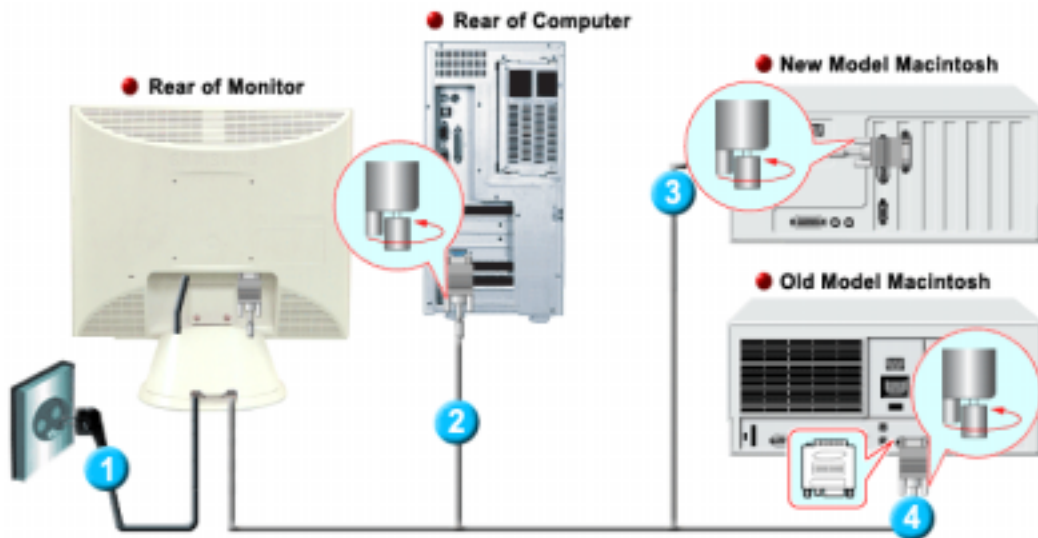 Rear of Computer
Rear of Monitor
New Model Macintosh
3
Old Model Macintosh
2
1
4